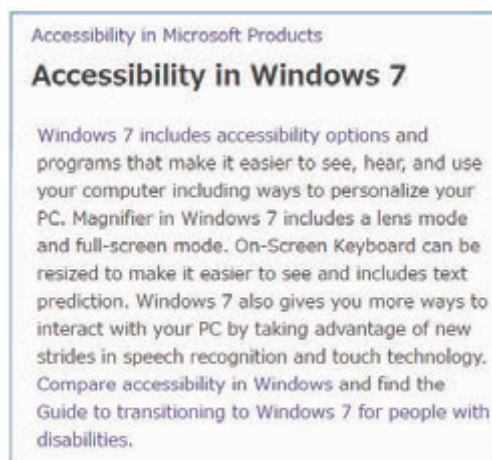 Accessibility in Microsoft Products
Accessibility in Windows 7
Windows 7 includes accessibility options and
programs that make it easier to see, hear, and use
your computer including ways to personalize your
PC. Magnifier in Windows 7 includes a lens mode
and full-screen mode. On-Screen Keyboard can be
resized to make it easier to see and includes text
prediction. Windows 7 also gives you more ways to
interact with your PC by taking advantage of new
strides in speech recognition and touch technology.
Compare accessibility in Windows and find the
Guide to transitioning to Windows 7 for people with
disabilities.